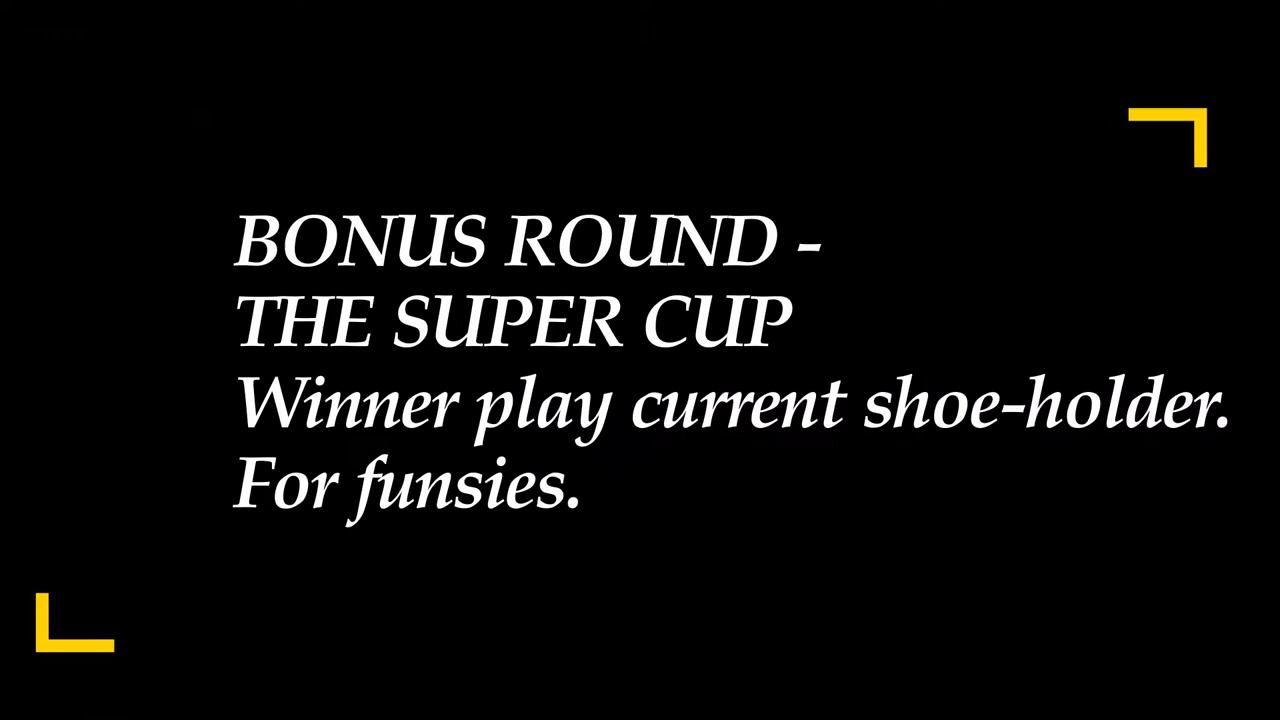 BONUS ROUND -
THE SUPER CUP
Winner play current shoe-holder.
For funsies.